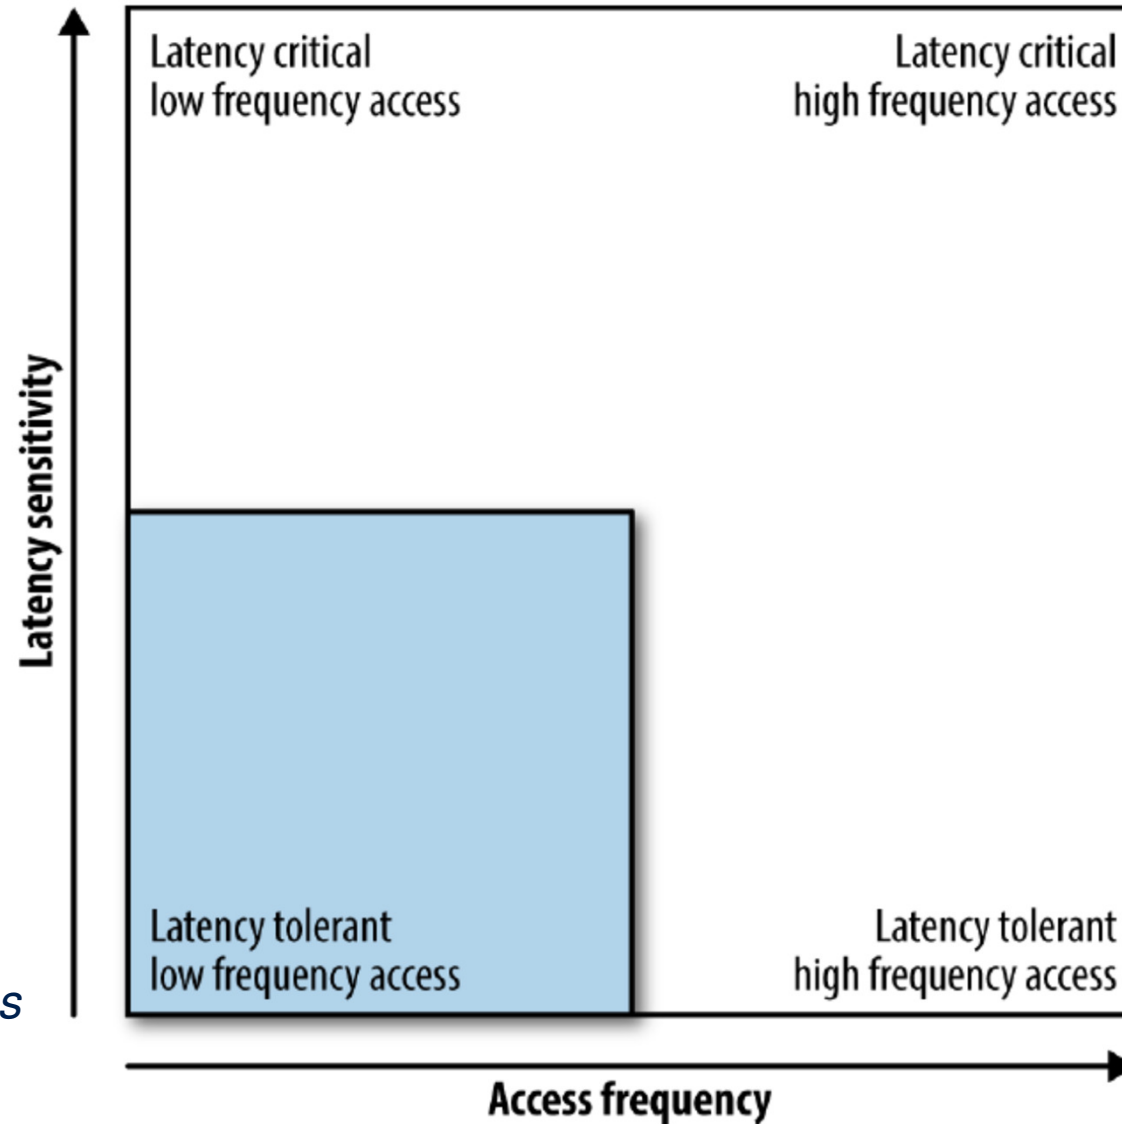 Latency critical
low frequency access
Latency critical
high frequency access
Latency sensitivity
Latency tolerant
low frequency access
Latency tolerant
high frequency access
s
Access frequency